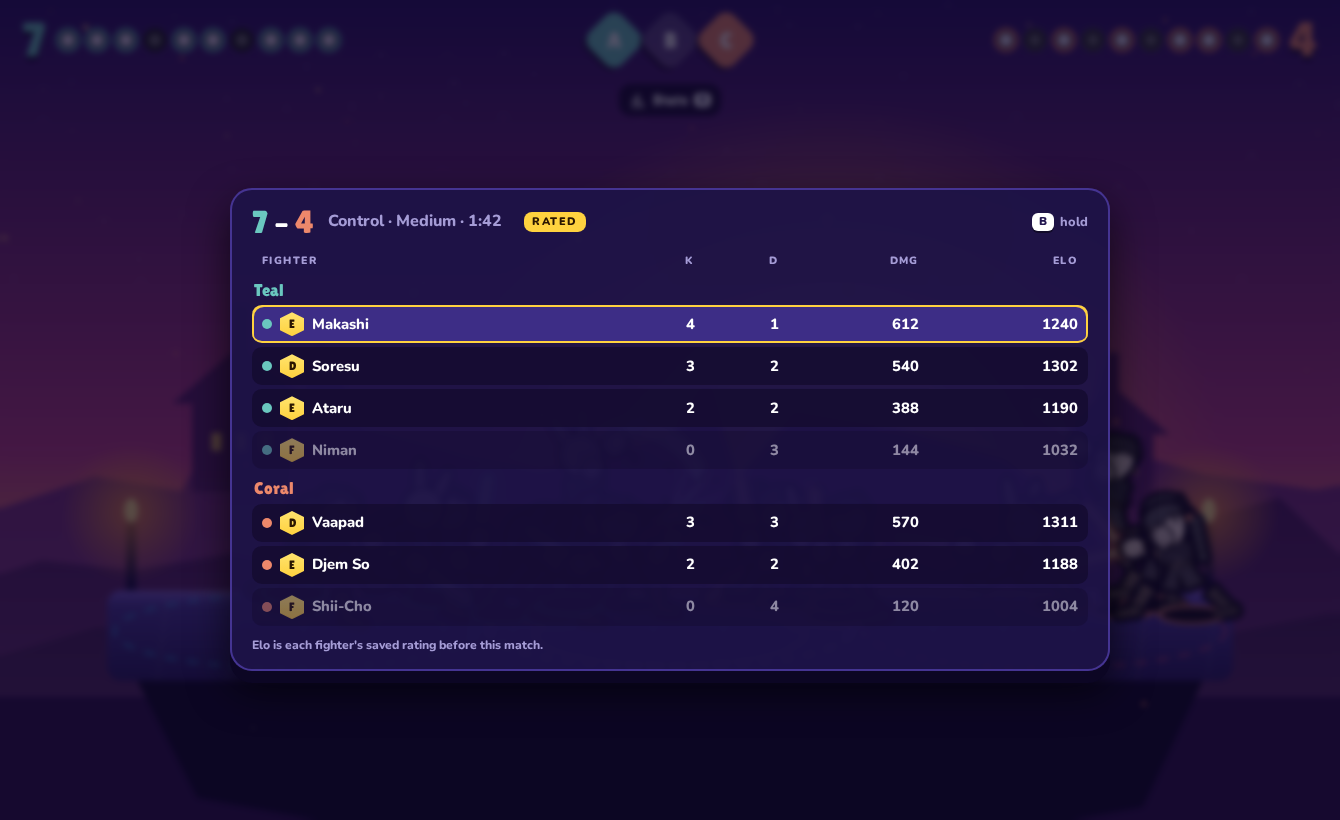 7 4
A B C
Stats
7 – 4 Control · Medium · 1:42 RATED B hold
FIGHTER K D DMG ELO
Teal
E Makashi 4 1 612 1240
D Soresu 3 2 540 1302
E Ataru 2 2 388 1190
F Niman 0 3 144 1032
Coral
D Vaapad 3 3 570 1311
E Djem So 2 2 402 1188
F Shii-Cho 0 4 120 1004
Elo is each fighter's saved rating before this match.